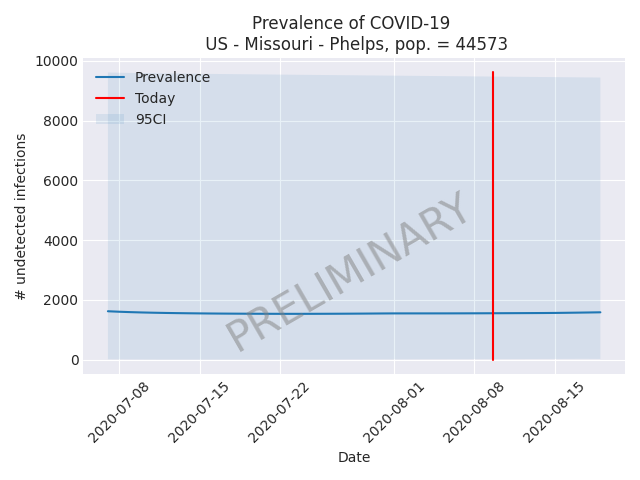 Prevalence of COVID-19
US - Missouri - Phelps, pop. = 44573
10000
8000
6000
4000
2000
0
# undetected infections
Prevalence
Today
95CI
PRELIMINARY
2020-07-08
2020-07-15
2020-07-22
2020-08-01
2020-08-08
2020-08-15
Date